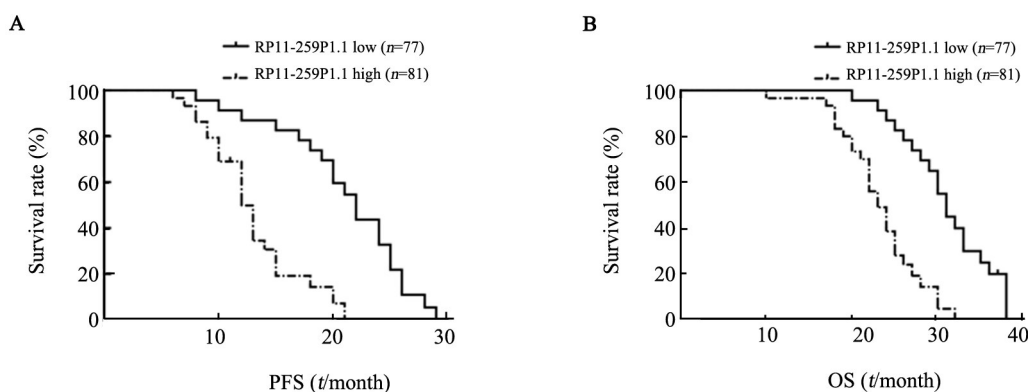 A
RP11-259P1.1 low (n=77)
RP11-259P1.1 high (n=81)
Survival rate (%)
100
80
60
40
20
0
10
20
30
PFS (t/month)
B
RP11-259P1.1 low (n=77)
RP11-259P1.1 high (n=81)
Survival rate (%)
100
80
60
40
20
0
10
20
30
40
OS (t/month)